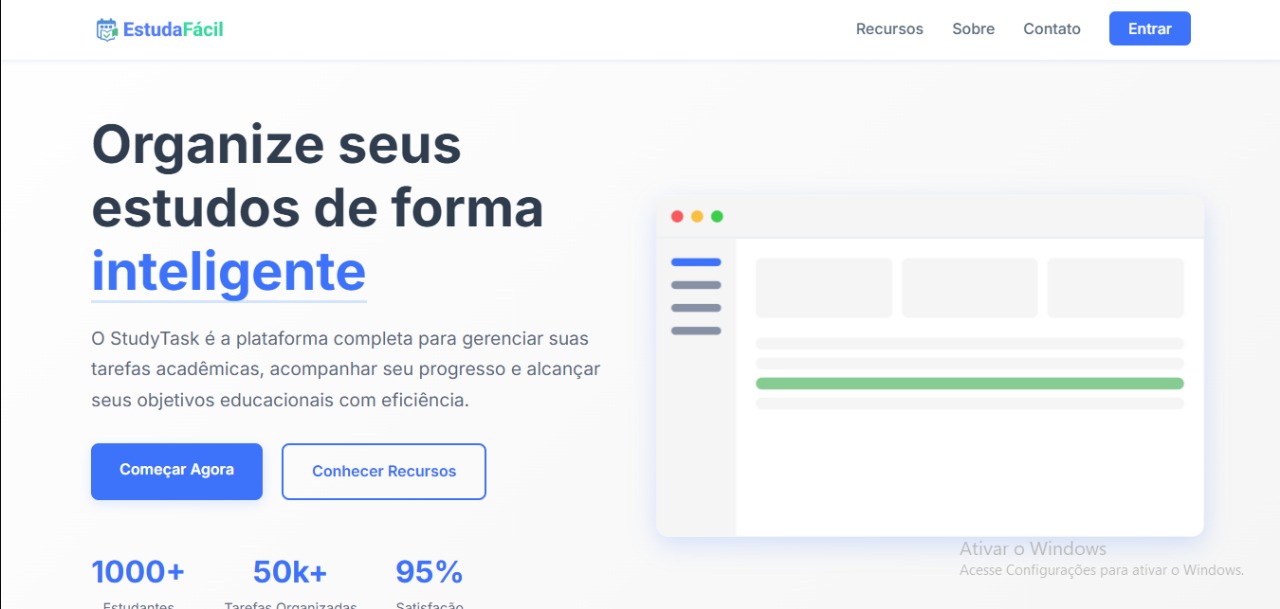 EstudaFácil
Recursos
Sobre
Contato
Entrar
Organize seus
estudos de forma
inteligente
O StudyTask é a plataforma completa para gerenciar suas
tarefas acadêmicas, acompanhar seu progresso e alcançar
seus objetivos educacionais com eficiência.
Começar Agora
Conhecer Recursos
1000+
50k+
95%
Estudantes
Tarefas Organizadas
Satisfação
Ativar o Windows
Acesse Configurações para ativar o Windows.